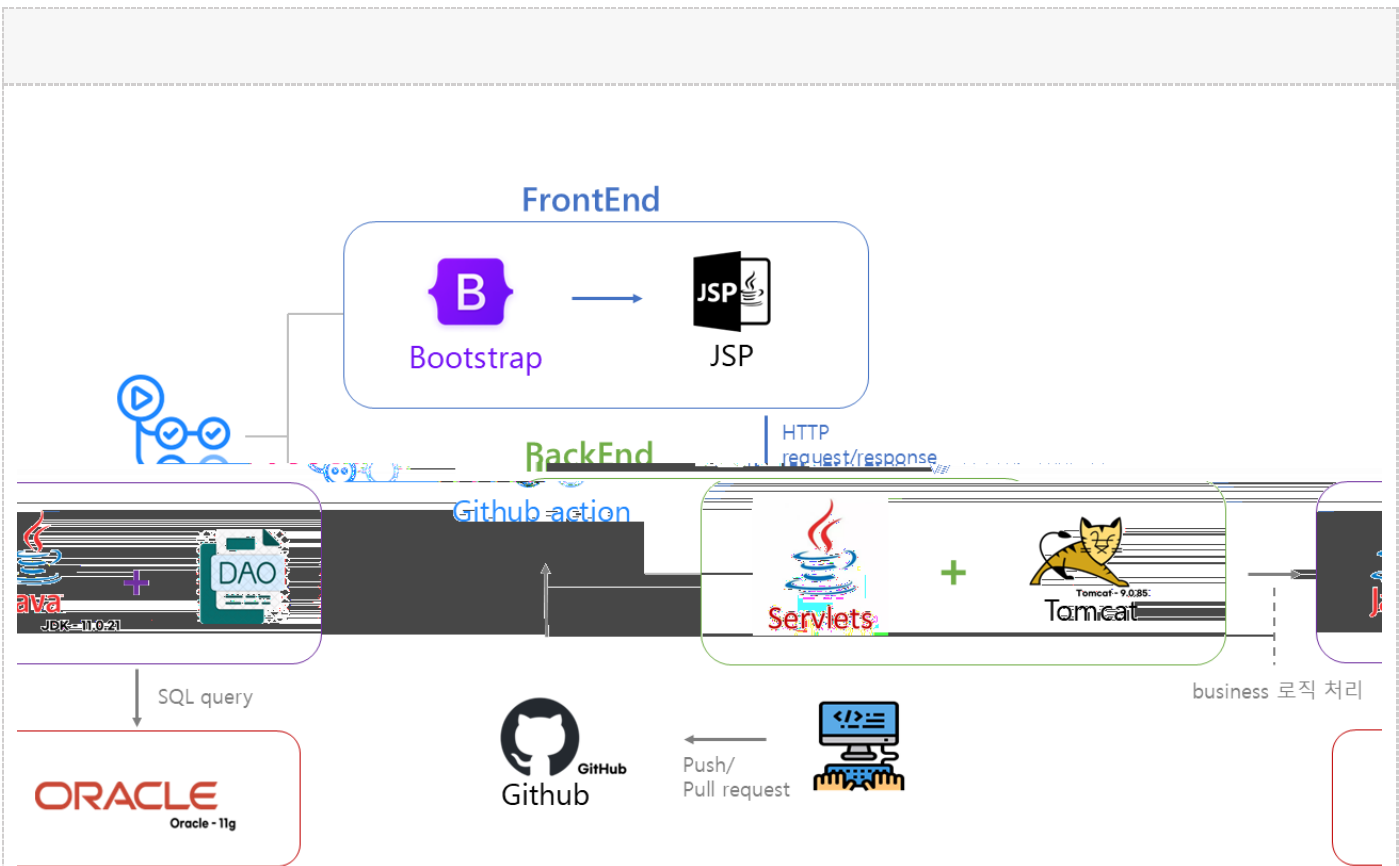 FrontEnd
B
JSP
Bootstrap
JSP
HTTP
request/response
BackEnd
Github action
DAO
JDK - 11.0.21
Servlets
Tomcat - 9.0.85
Tomcat
SQL query
business 로직 처리
GitHub
Github
Push/
Pull request
ORACLE
Oracle - 11g